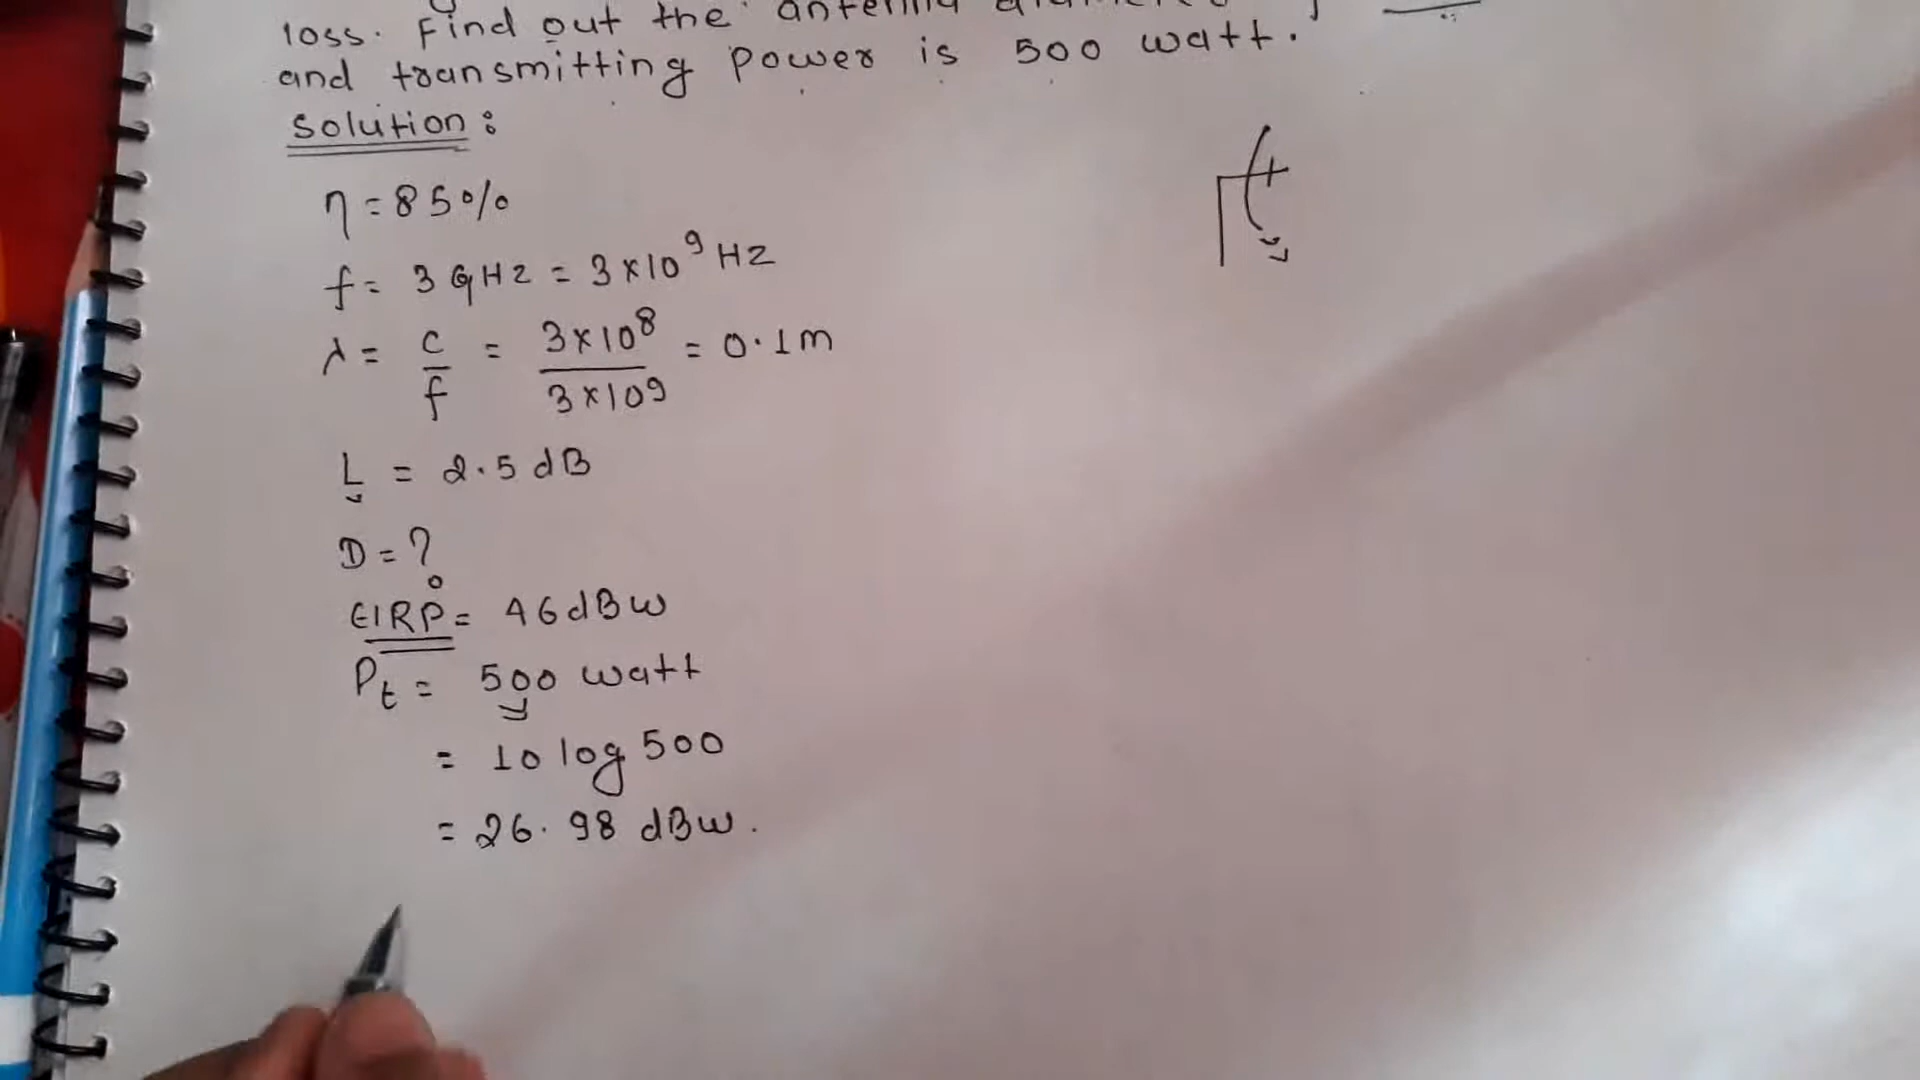 loss. Find out the antenna
and transmitting power is 500 watt.
Solution:
η = 85%
f = 3 GHz = 3×10⁹ Hz
λ = c/f = 3×10⁸/3×10⁹ = 0.1m
L = 2.5 dB
D = ?
EIRP = 46 dBw
Pt = 500 watt
= 10 log 500
= 26.98 dBw.